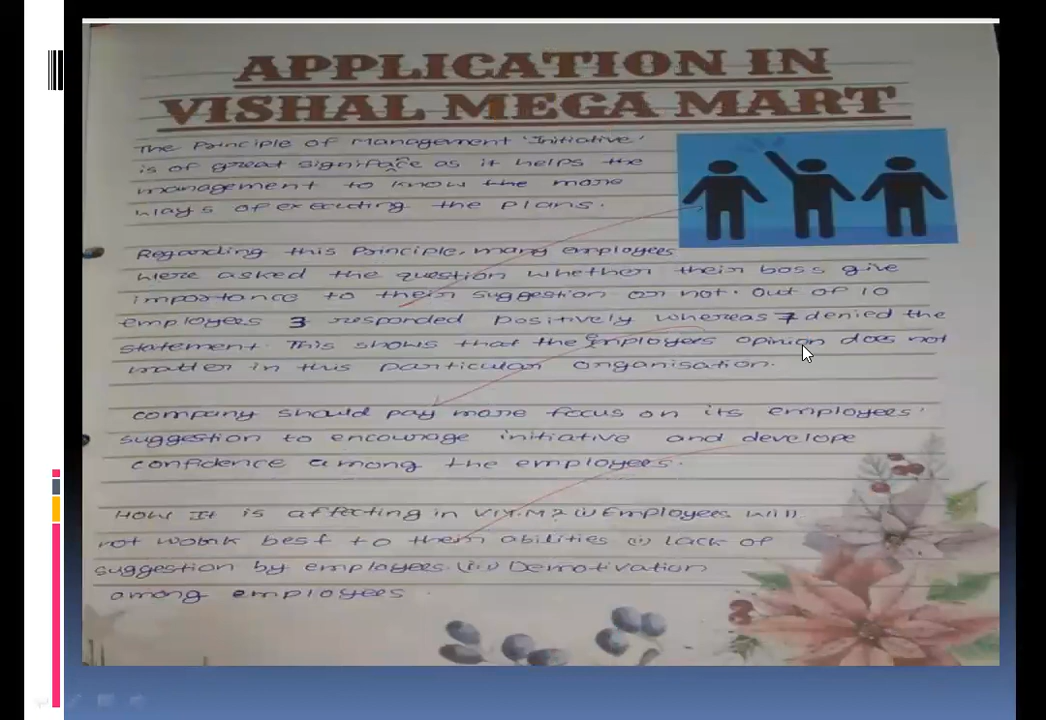 APPLICATION IN
VISHAL MEGA MART
The Principle of Management 'Initiative'
is of great significance as it helps the
management to know the more
ways of executing the plans.
Regarding this Principle, many employees
were asked the question whether their boss give
importance to their suggestion or not. Out of 10
employees 3 responded positively whereas 7 denied the
statement. This shows that the Employers opinion does not
matter in this particular organisation.
company should pay more focus on its employees'
suggestion to encourage initiative and develope
confidence among the employees.
How It is affecting in V.M.M? (i) Employees will
not work best to their abilities (ii) lack of
suggestion by employees. (iii) Demotivation
among employees.